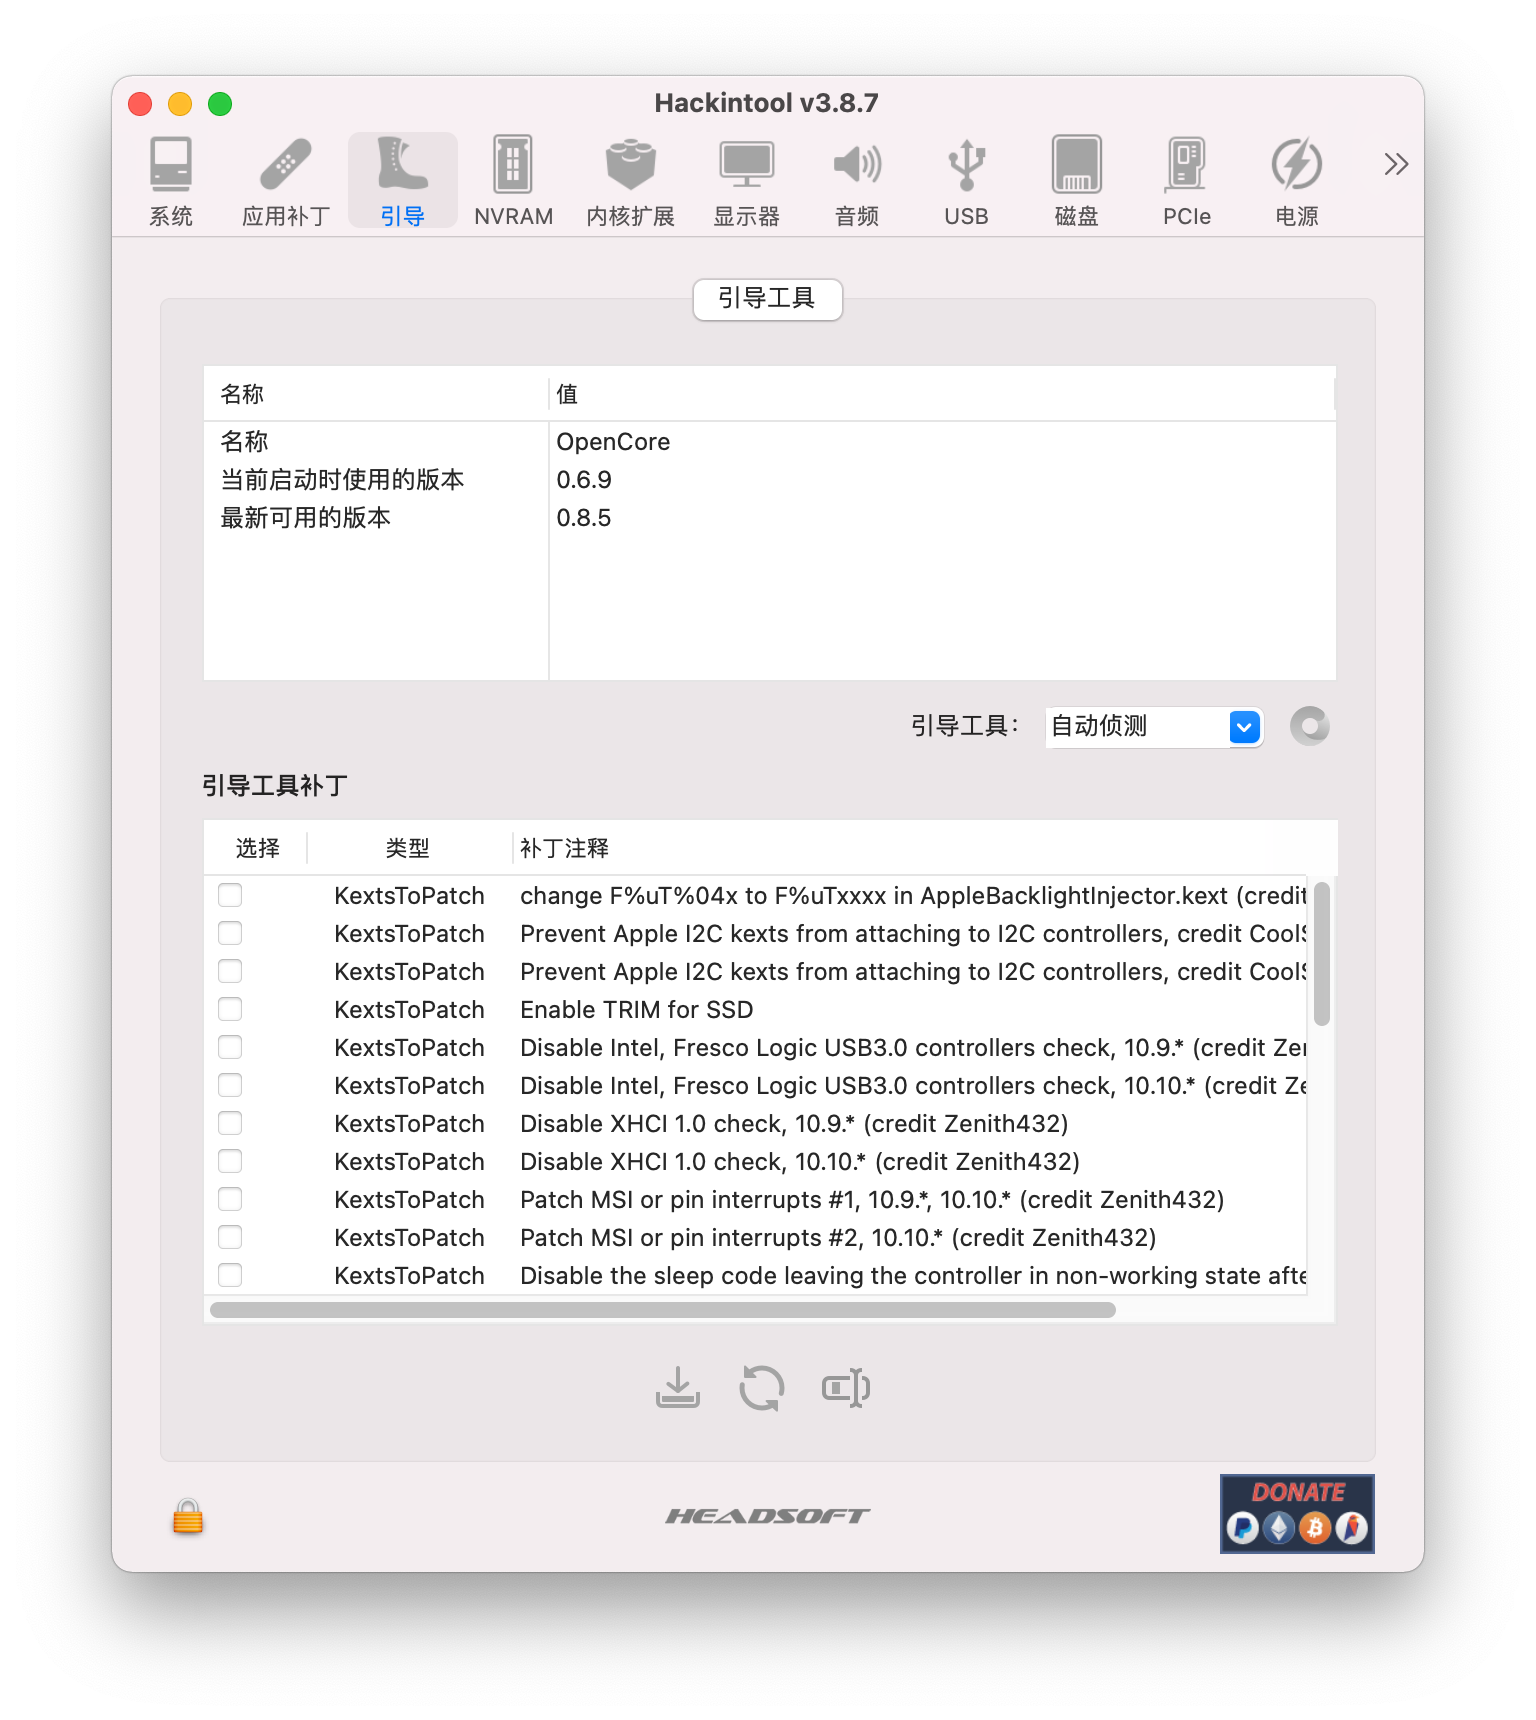 Hackintool v3.8.7
系统 应用补丁 引导 NVRAM 内核扩展 显示器 音频 USB 磁盘 PCIe 电源
引导工具
名称 值
名称 OpenCore
当前启动时使用的版本 0.6.9
最新可用的版本 0.8.5
引导工具： 自动侦测
引导工具补丁
选择 类型 补丁注释
KextsToPatch change F%uT%04x to F%uTxxxx in AppleBacklightInjector.kext (credit
KextsToPatch Prevent Apple I2C kexts from attaching to I2C controllers, credit CoolS
KextsToPatch Prevent Apple I2C kexts from attaching to I2C controllers, credit CoolS
KextsToPatch Enable TRIM for SSD
KextsToPatch Disable Intel, Fresco Logic USB3.0 controllers check, 10.9.* (credit Zen
KextsToPatch Disable Intel, Fresco Logic USB3.0 controllers check, 10.10.* (credit Ze
KextsToPatch Disable XHCI 1.0 check, 10.9.* (credit Zenith432)
KextsToPatch Disable XHCI 1.0 check, 10.10.* (credit Zenith432)
KextsToPatch Patch MSI or pin interrupts #1, 10.9.*, 10.10.* (credit Zenith432)
KextsToPatch Patch MSI or pin interrupts #2, 10.10.* (credit Zenith432)
KextsToPatch Disable the sleep code leaving the controller in non-working state afte
HEADSOFT
DONATE